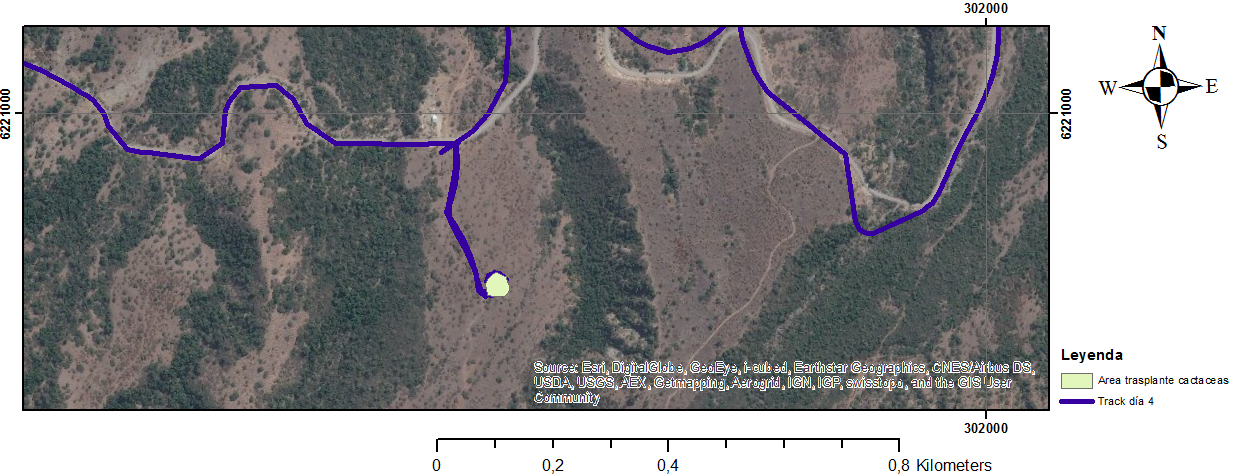 302000
N
W E
S
6221000
6221000
Source: Esri, DigitalGlobe, GeoEye, i-cubed, Earthstar Geographics, CNES/Airbus DS,
USDA, USGS, AEX, Getmapping, Aerogrid, IGN, IGP, swisstopo, and the GIS User
Community
Leyenda
Area trasplante cactaceas
Track día 4
302000
0 0,2 0,4 0,8 Kilometers